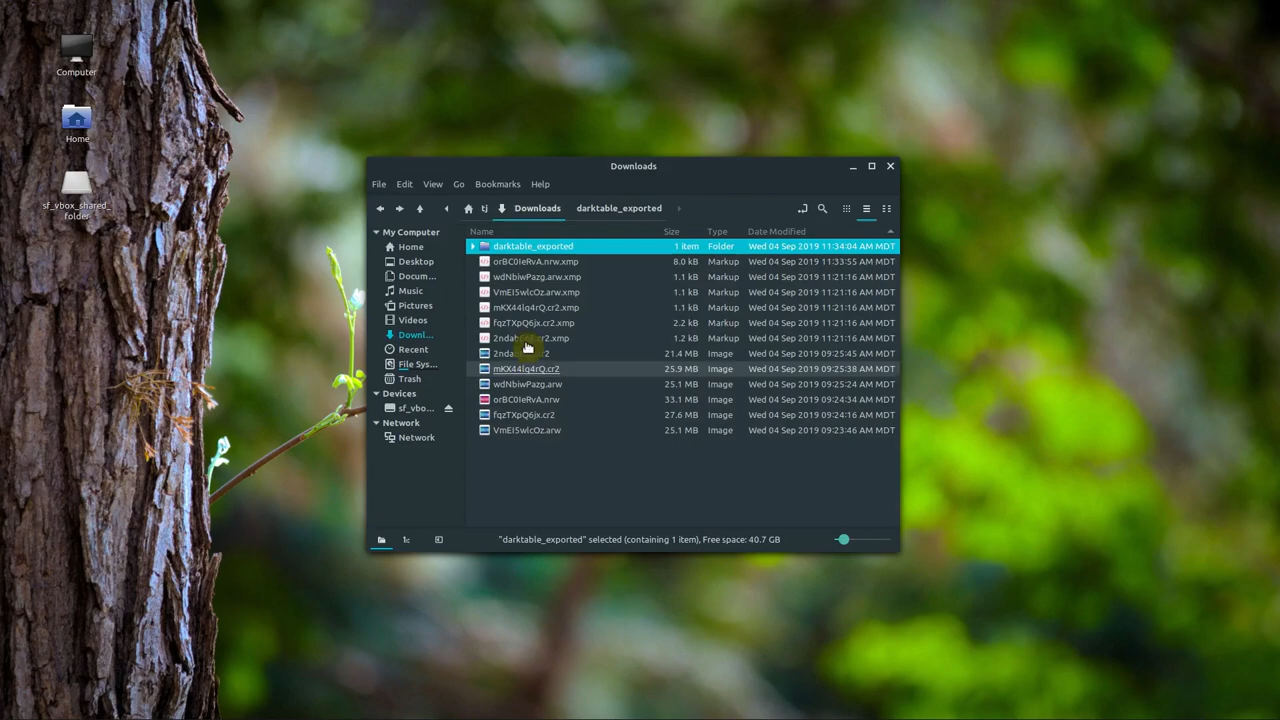 Computer
Home
sf_vbox_shared_
folder
Downloads
File Edit View Go Bookmarks Help
tj Downloads darktable_exported
My Computer
Home
Desktop
Docum...
Music
Pictures
Videos
Downl...
Recent
File Sys...
Trash
Devices
sf_vbo...
Network
Network
Name Size Type Date Modified
darktable_exported 1 item Folder Wed 04 Sep 2019 11:34:04 AM MDT
orBC0IeRvA.nrw.xmp 8.0 kB Markup Wed 04 Sep 2019 11:33:55 AM MDT
wdNbiwPazg.arw.xmp 1.1 kB Markup Wed 04 Sep 2019 11:21:16 AM MDT
VmEI5wlcOz.arw.xmp 1.1 kB Markup Wed 04 Sep 2019 11:21:16 AM MDT
mKX44lq4rQ.cr2.xmp 1.1 kB Markup Wed 04 Sep 2019 11:21:16 AM MDT
fqzTXpQ6jx.cr2.xmp 2.2 kB Markup Wed 04 Sep 2019 11:21:16 AM MDT
1.2 kB Markup Wed 04 Sep 2019 11:21:16 AM MDT
21.4 MB Image Wed 04 Sep 2019 09:25:45 AM MDT
mKX44lq4rQ.cr2 25.9 MB Image Wed 04 Sep 2019 09:25:38 AM MDT
wdNbiwPazg.arw 25.1 MB Image Wed 04 Sep 2019 09:25:24 AM MDT
orBC0IeRvA.nrw 33.1 MB Image Wed 04 Sep 2019 09:24:34 AM MDT
fqzTXpQ6jx.cr2 27.6 MB Image Wed 04 Sep 2019 09:24:16 AM MDT
VmEI5wlcOz.arw 25.1 MB Image Wed 04 Sep 2019 09:23:46 AM MDT
"darktable_exported" selected (containing 1 item), Free space: 40.7 GB